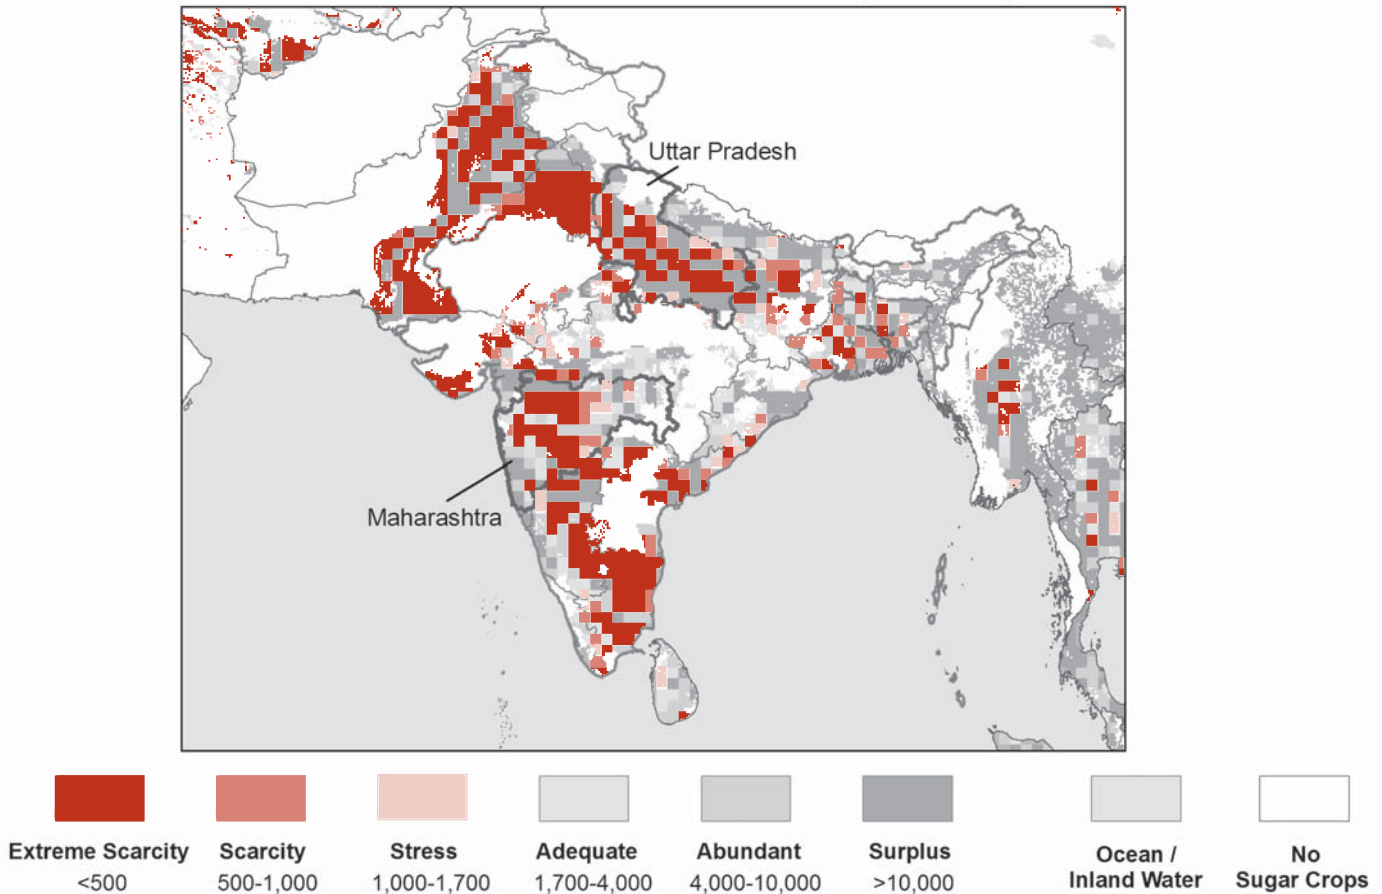 Uttar Pradesh
Maharashtra
Extreme Scarcity
<500
Scarcity
500-1,000
Stress
1,000-1,700
Adequate
1,700-4,000
Abundant
4,000-10,000
Surplus
>10,000
Ocean /
Inland Water
No
Sugar Crops